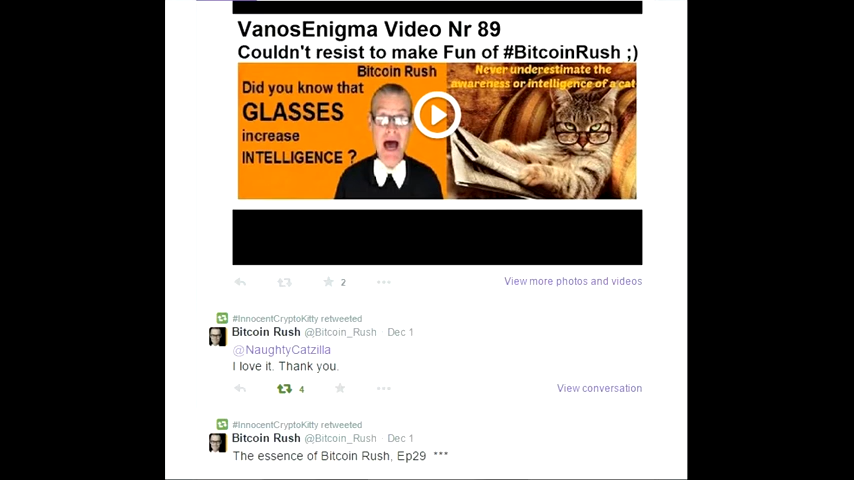 VanosEnigma Video Nr 89
Couldn't resist to make Fun of #BitcoinRush ;)
Bitcoin Rush
Did you know that
GLASSES
increase
INTELLIGENCE ?
Never underestimate the
awareness or intelligence of a cat
2
View more photos and videos
#InnocentCryptoKitty retweeted
Bitcoin Rush @Bitcoin_Rush · Dec 1
@NaughtyCatzilla
I love it. Thank you.
4
View conversation
#InnocentCryptoKitty retweeted
Bitcoin Rush @Bitcoin_Rush · Dec 1
The essence of Bitcoin Rush, Ep29 ***